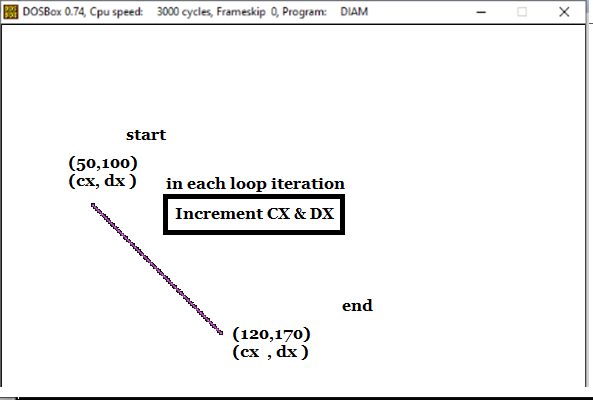 DOSBox 0.74, Cpu speed: 3000 cycles, Frameskip 0, Program: DIAM
start
(50,100)
(cx, dx )
in each loop iteration
Increment CX & DX
end
(120,170)
(cx , dx )